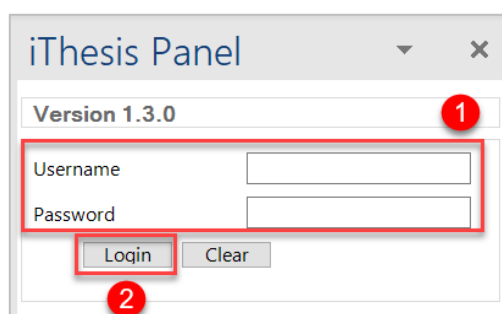 iThesis Panel
Version 1.3.0
1
Username
Password
Login Clear
2